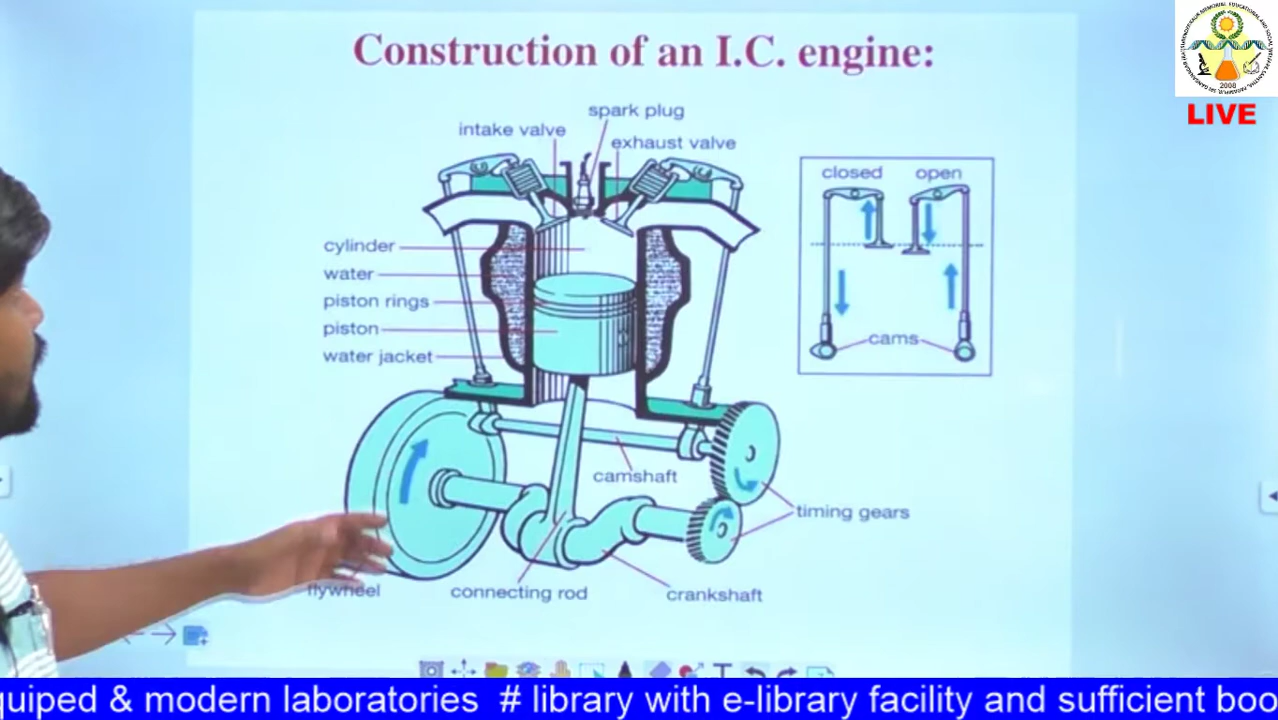 Construction of an I.C. engine:
spark plug
intake valve
exhaust valve
closed open
cylinder
water
piston rings
piston
water jacket
cams
camshaft
timing gears
flywheel
connecting rod
crankshaft
2008
LIVE
quiped & modern laboratories # library with e-library facility and sufficient boo